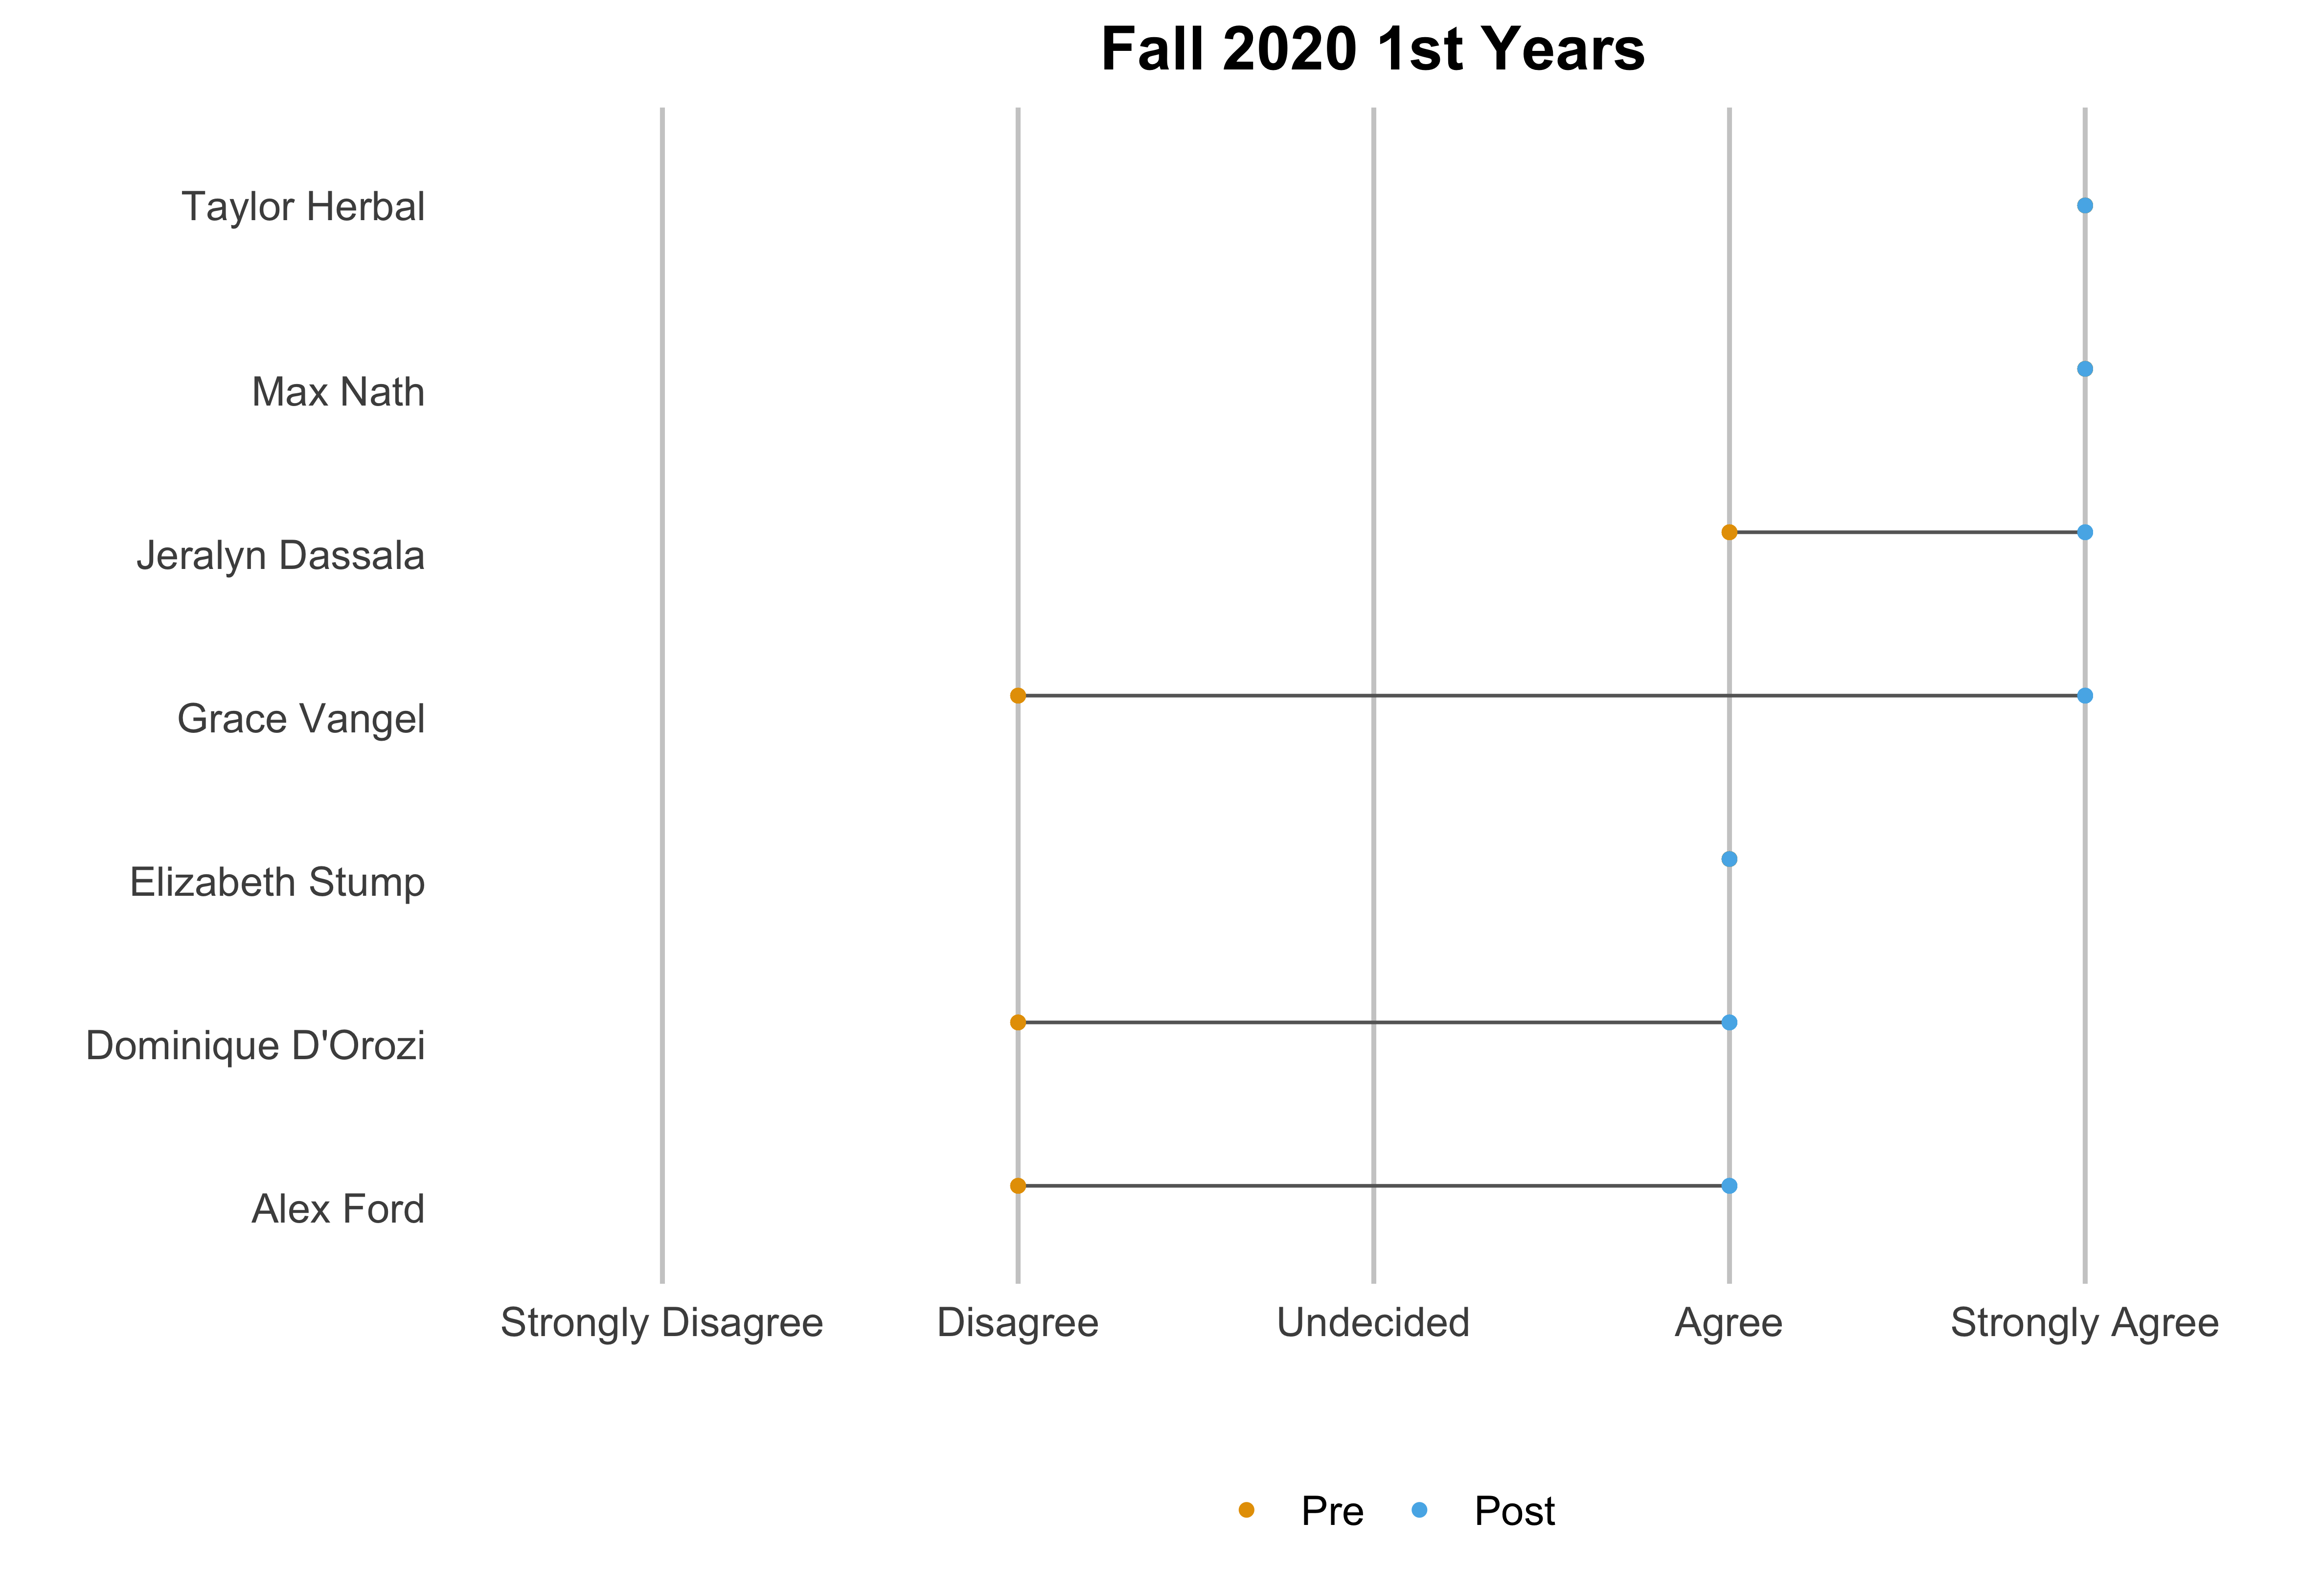 Fall 2020 1st Years
Taylor Herbal
Max Nath
Jeralyn Dassala
Grace Vangel
Elizabeth Stump
Dominique D'Orozi
Alex Ford
Strongly Disagree Disagree Undecided Agree Strongly Agree
Pre Post